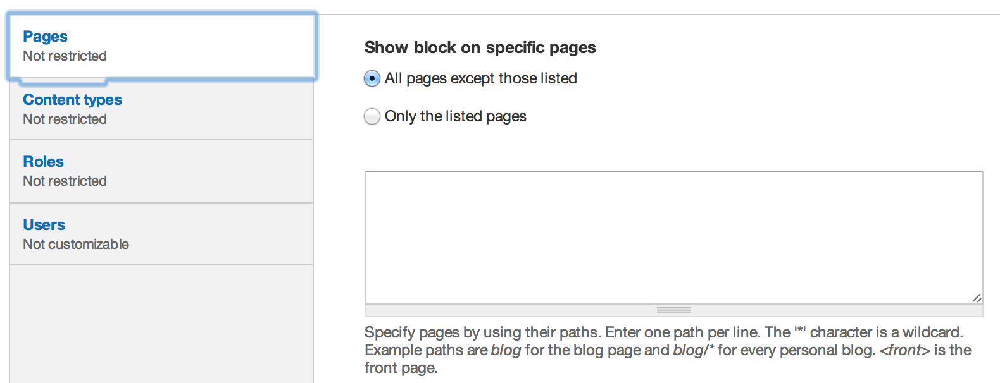 Pages
Not restricted
Content types
Not restricted
Roles
Not restricted
Users
Not customizable
Show block on specific pages
All pages except those listed
Only the listed pages
Specify pages by using their paths. Enter one path per line. The '*' character is a wildcard.
Example paths are blog for the blog page and blog/* for every personal blog. <front> is the
front page.